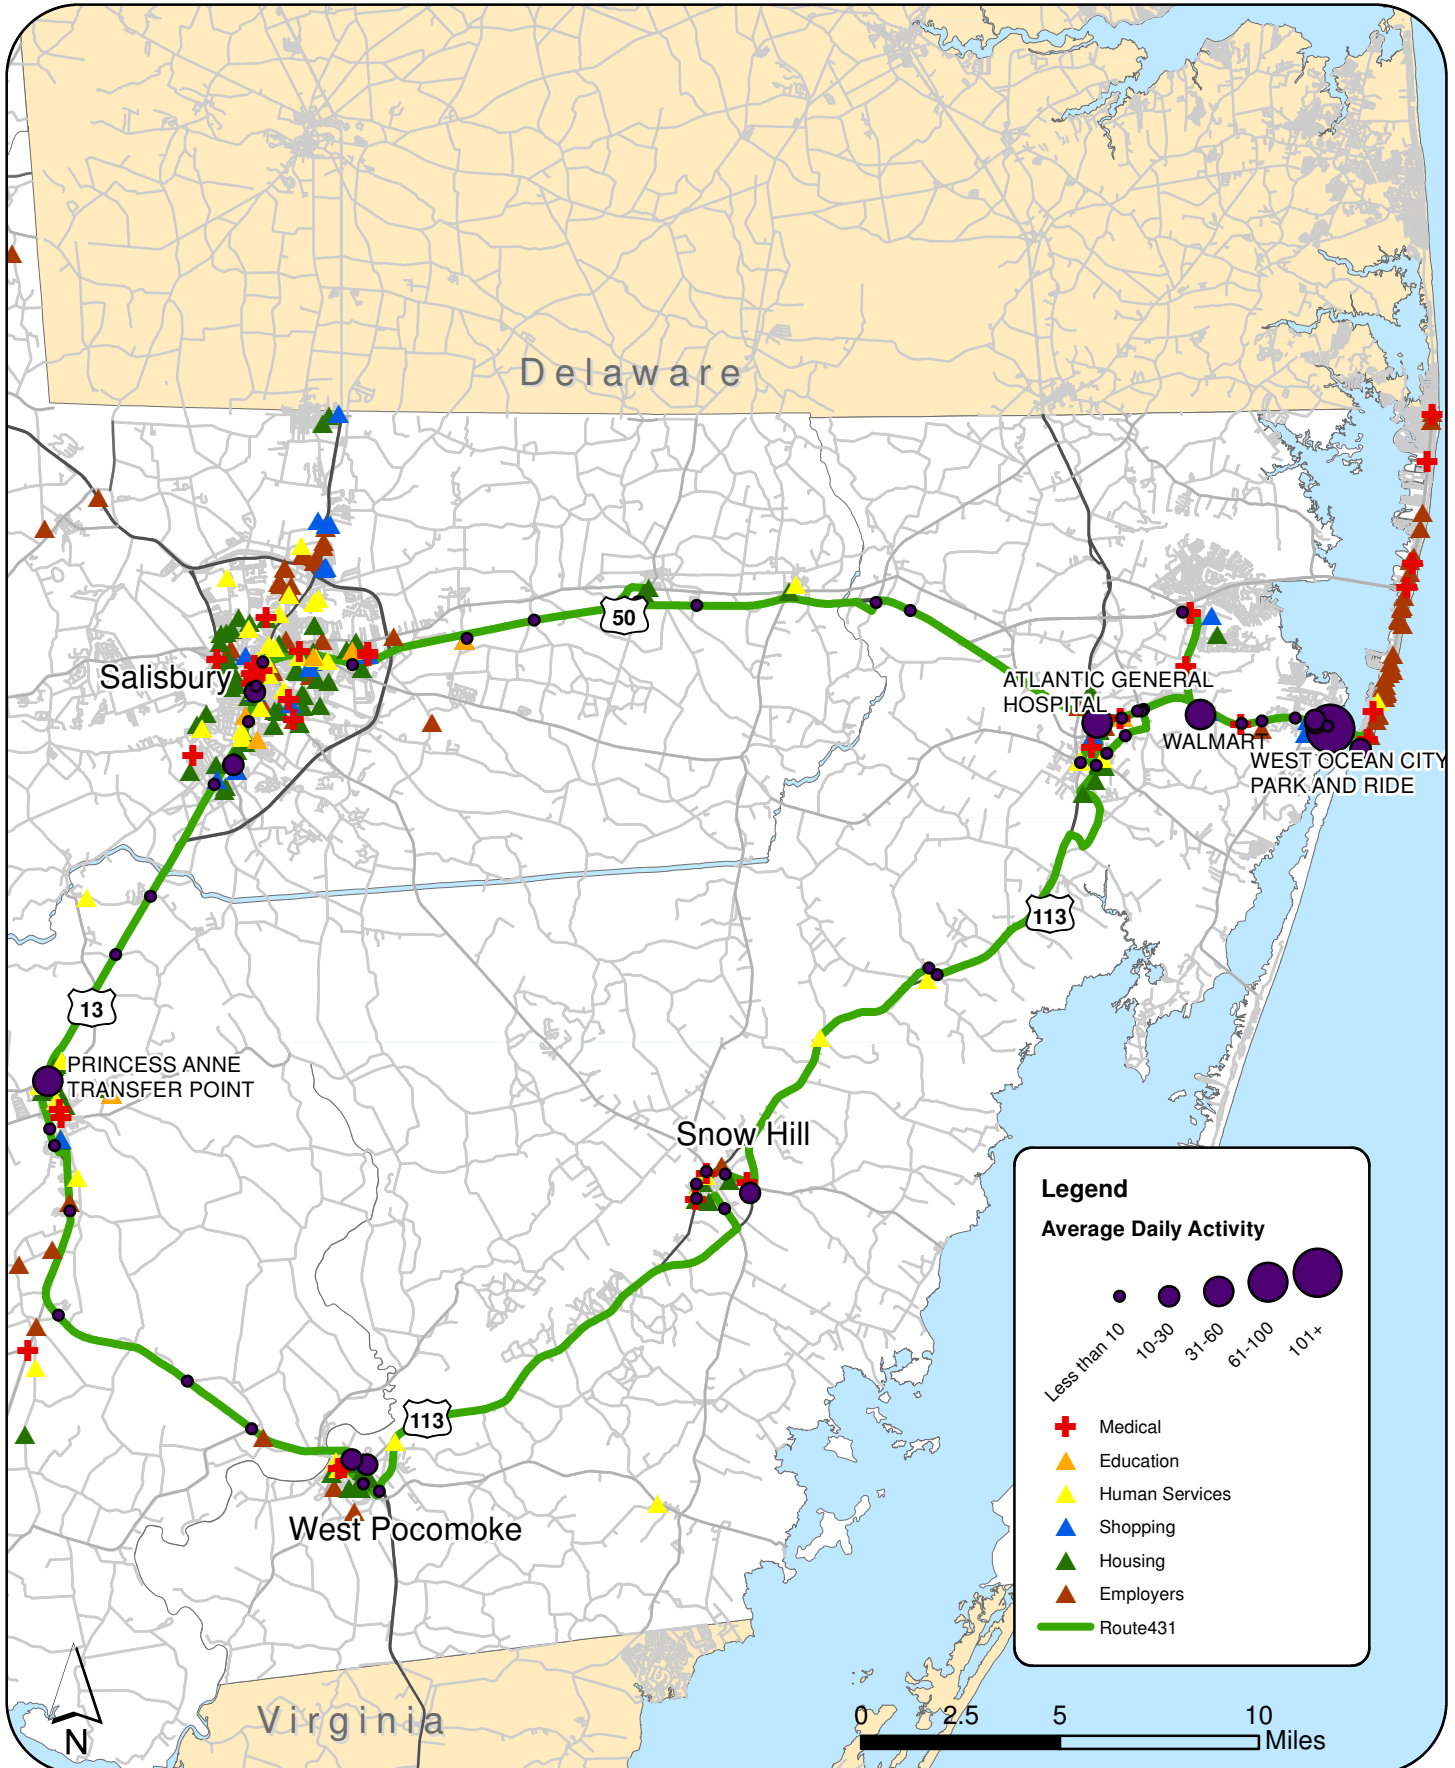 Delaware
50
Salisbury
ATLANTIC GENERAL
HOSPITAL
WALMART
WEST OCEAN CITY
PARK AND RIDE
113
13
PRINCESS ANNE
TRANSFER POINT
Snow Hill
113
West Pocomoke
Virginia
N
Legend
Average Daily Activity
Less than 10
10-30
31-60
61-100
101+
Medical
Education
Human Services
Shopping
Housing
Employers
Route431
0 2.5 5 10
Miles